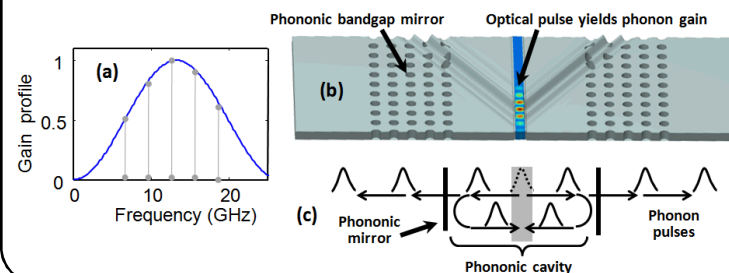 Phononic bandgap mirror
Optical pulse yields phonon gain
(a)
(b)
Gain profile
1
0.5
0
0
10
20
Frequency (GHz)
(c)
Phononic
mirror
Phonon
pulses
Phononic cavity